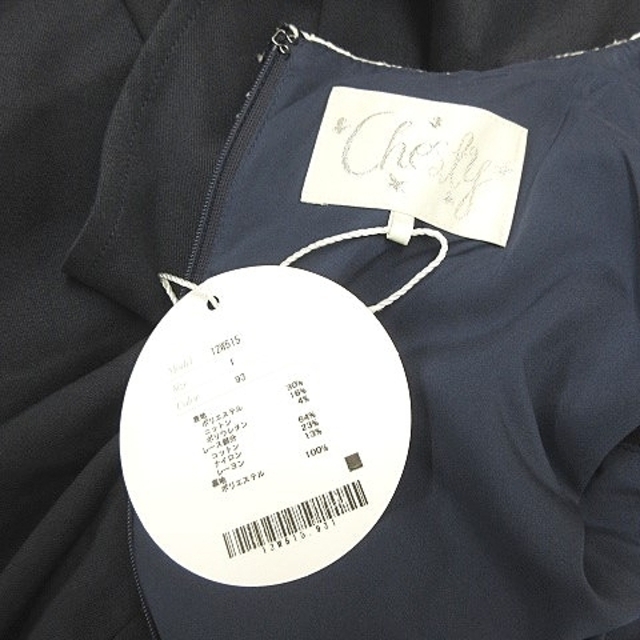 Chesty
Model 128515
Size 1
Color 93
表地
ポリエステル 80%
コットン 16%
ポリウレタン 4%
レース部分
コットン 64%
ナイロン 23%
レーヨン 13%
裏地
ポリエステル 100%
128515-931